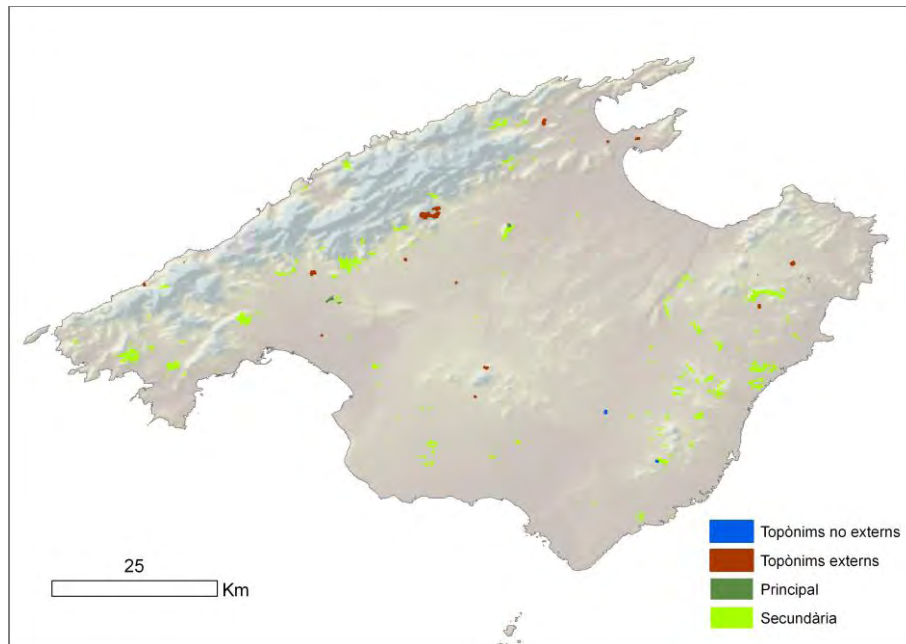 Topònims no externs
Topònims externs
Principal
Secundària
25
Km